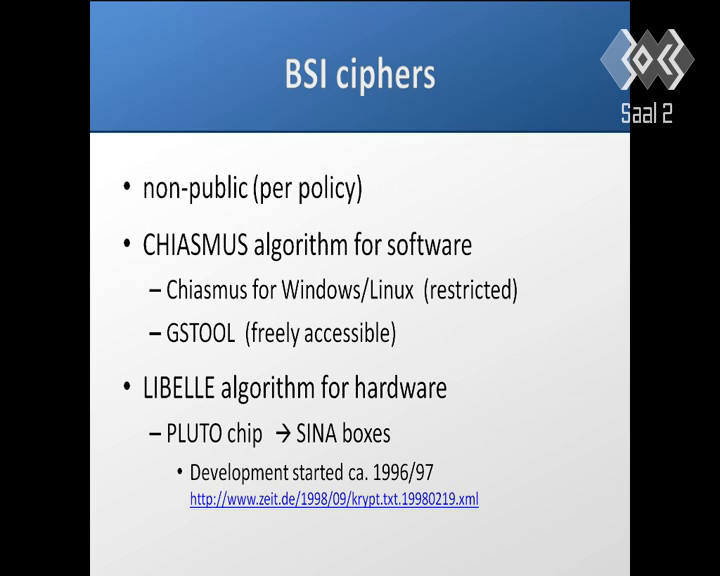 BSI ciphers
Saal 2
• non-public (per policy)
• CHIASMUS algorithm for software
– Chiasmus for Windows/Linux (restricted)
– GSTOOL (freely accessible)
• LIBELLE algorithm for hardware
– PLUTO chip → SINA boxes
• Development started ca. 1996/97
http://www.zeit.de/1998/09/krypt.txt.19980219.xml